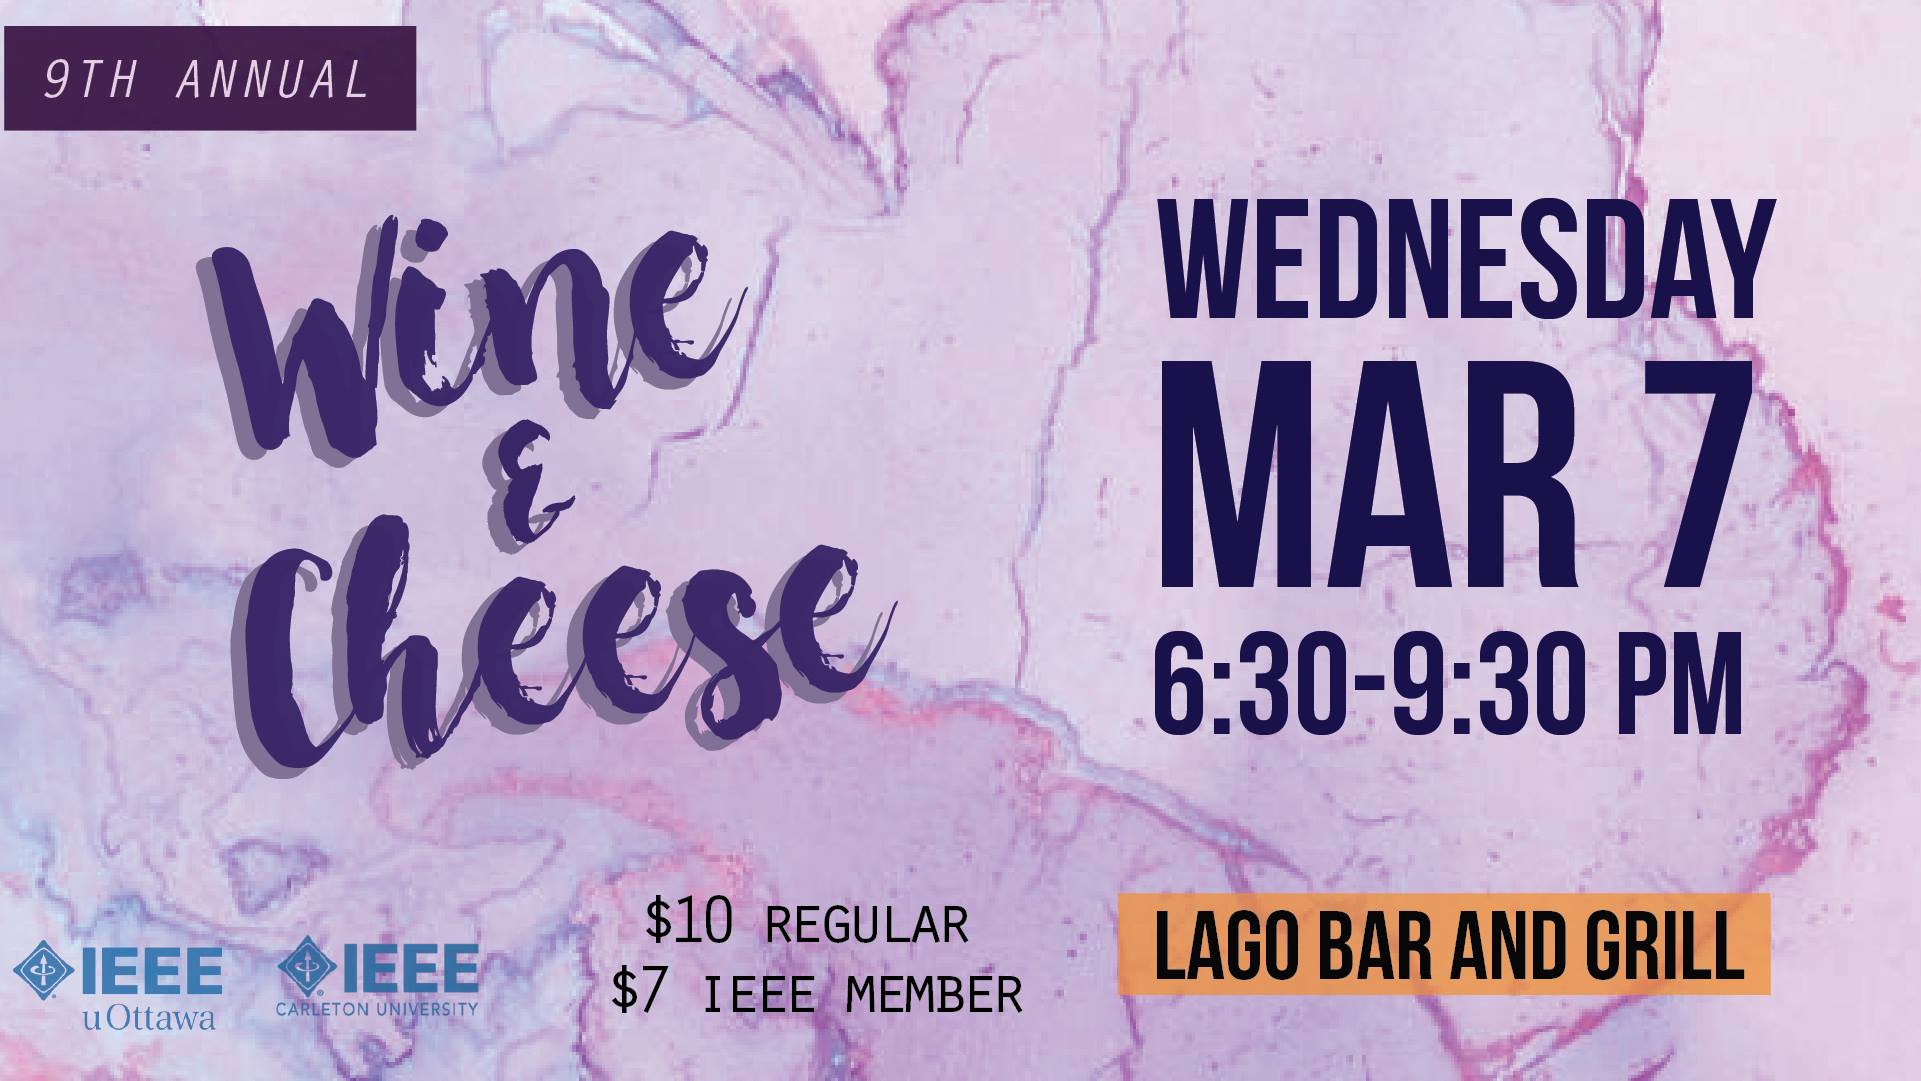 9TH ANNUAL
Wine
&
Cheese
WEDNESDAY
MAR 7
6:30-9:30 PM
$10 REGULAR
$7 IEEE MEMBER
LAGO BAR AND GRILL
IEEE
uOttawa
IEEE
CARLETON UNIVERSITY